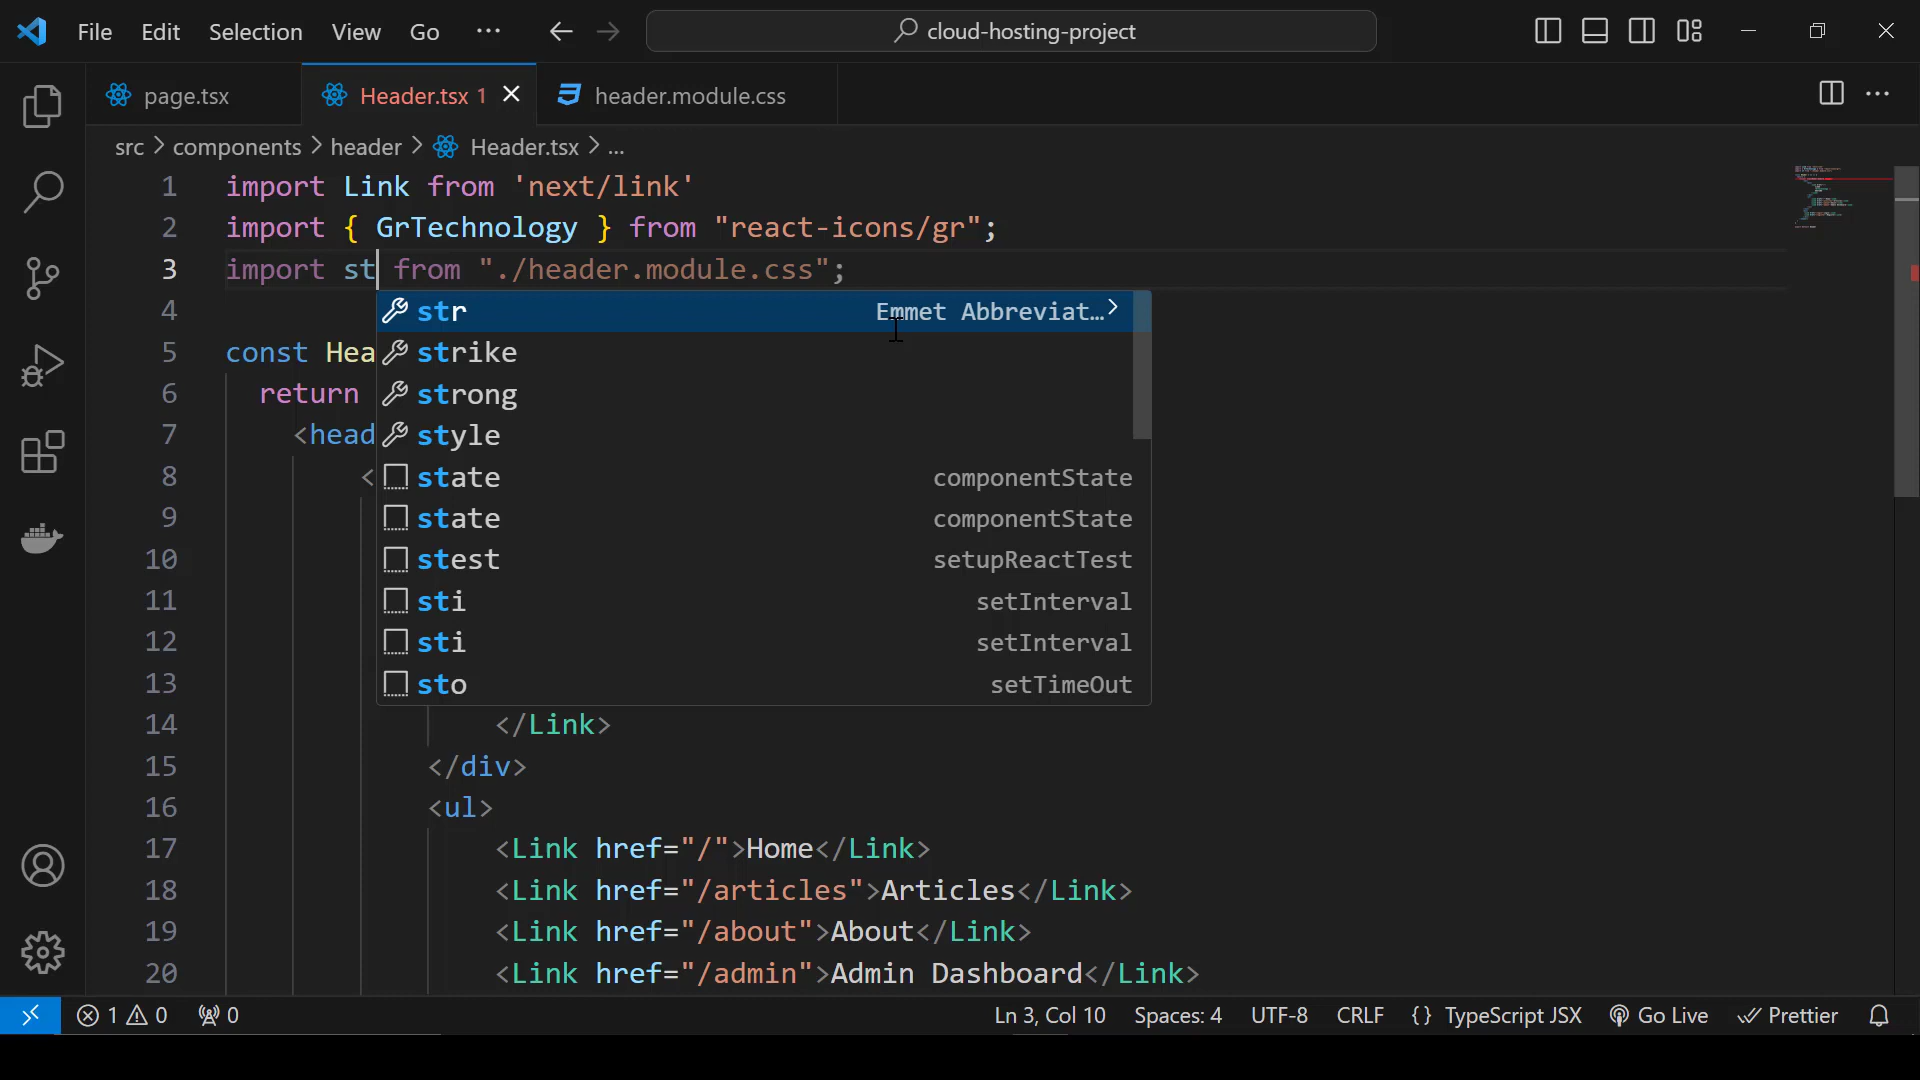 File Edit Selection View Go ··· cloud-hosting-project
page.tsx Header.tsx 1 header.module.css
src > components > header > Header.tsx > ...
1 import Link from 'next/link'
2 import { GrTechnology } from "react-icons/gr";
3 import st from "./header.module.css";
4 str Emmet Abbreviat...
5 const Hea strike
6 return strong
7 <head style
8 < state componentState
9 state componentState
10 stest setupReactTest
11 sti setInterval
12 sti setInterval
13 sto setTimeOut
14 </Link>
15 </div>
16 <ul>
17 <Link href="/">Home</Link>
18 <Link href="/articles">Articles</Link>
19 <Link href="/about">About</Link>
20 <Link href="/admin">Admin Dashboard</Link>
1 0 0 Ln 3, Col 10 Spaces: 4 UTF-8 CRLF {} TypeScript JSX Go Live Prettier